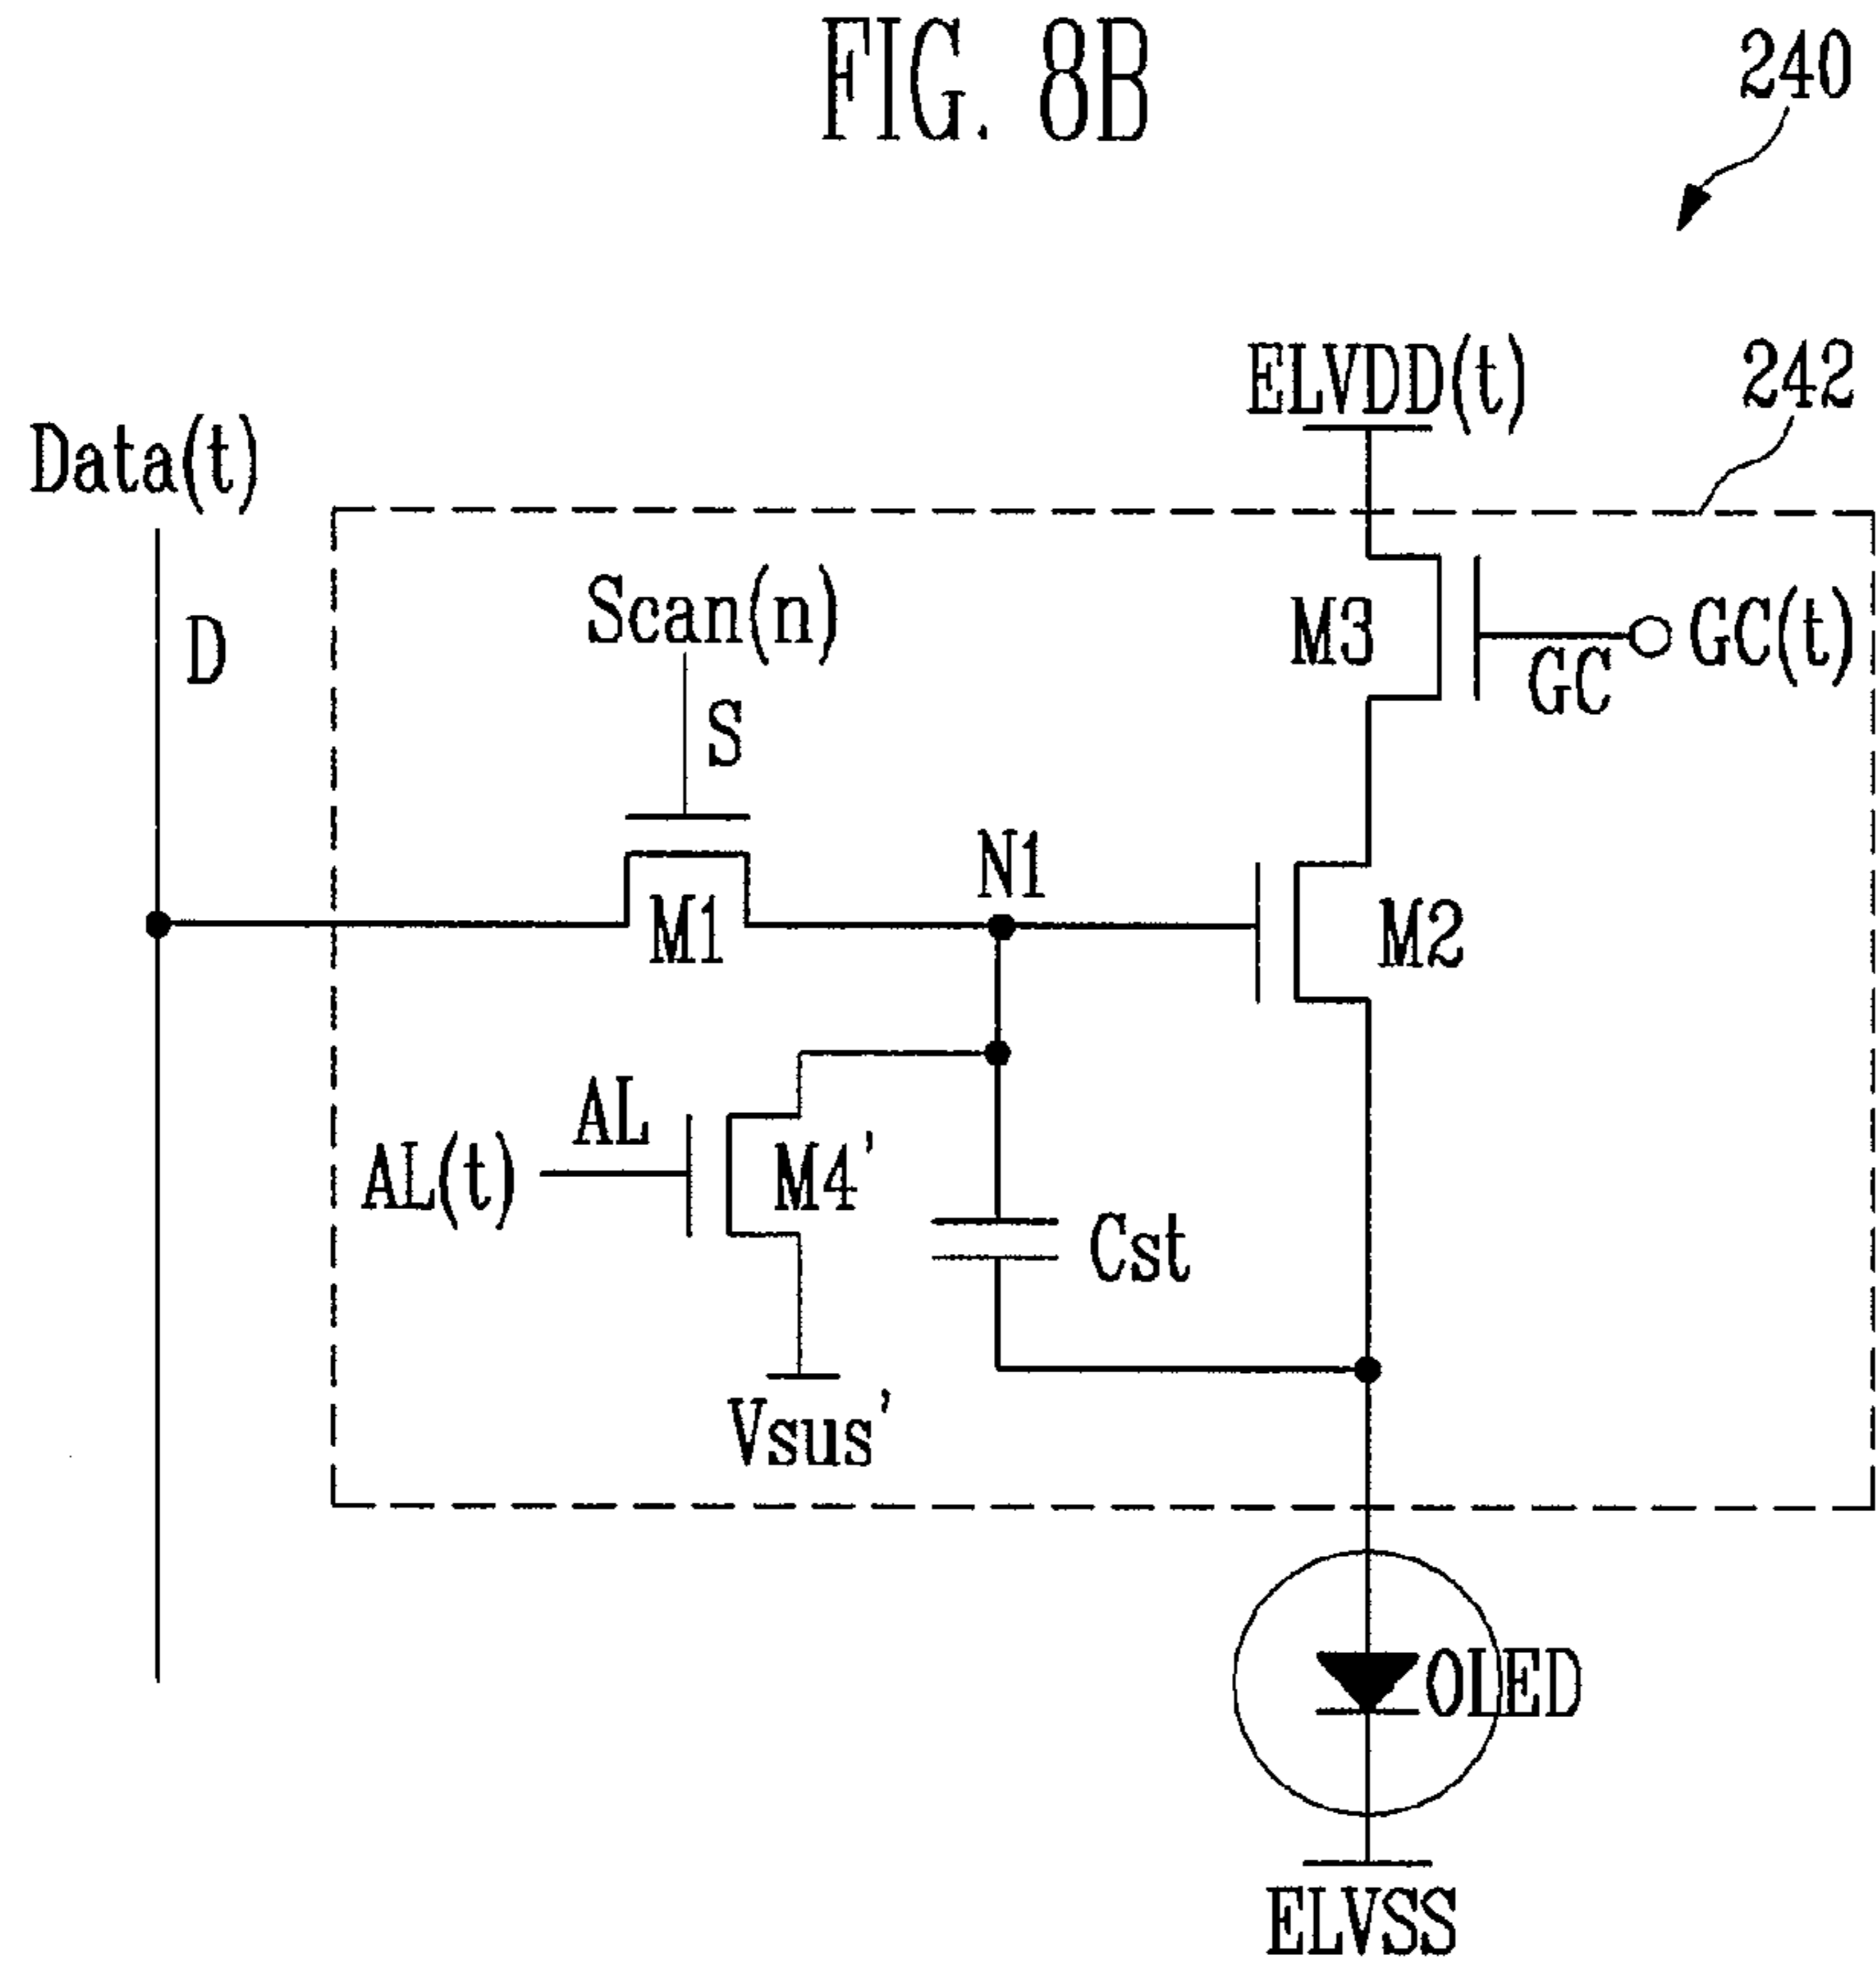 FIG. 8B
240
ELVDD(t)
242
Data(t)
D
Scan(n)
S
M3
GC
GC(t)
N1
M1
M2
AL
AL(t)
M4'
Cst
Vsus'
OLED
ELVSS